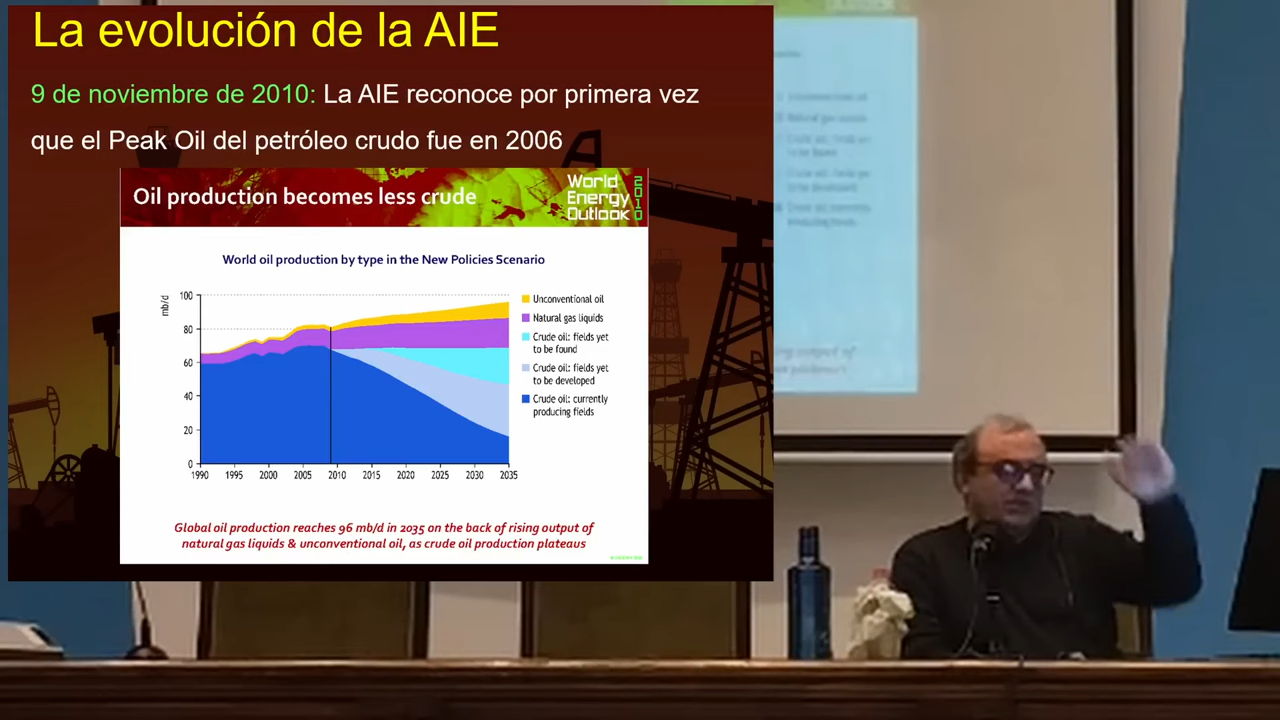 La evolución de la AIE
9 de noviembre de 2010: La AIE reconoce por primera vez
que el Peak Oil del petróleo crudo fue en 2006
Oil production becomes less crude
World
Energy
Outlook
2010
World oil production by type in the New Policies Scenario
mb/d
100
80
60
40
20
0
1990 1995 2000 2005 2010 2015 2020 2025 2030 2035
Unconventional oil
Natural gas liquids
Crude oil: fields yet
to be found
Crude oil: fields yet
to be developed
Crude oil: currently
producing fields
Global oil production reaches 96 mb/d in 2035 on the back of rising output of
natural gas liquids & unconventional oil, as crude oil production plateaus